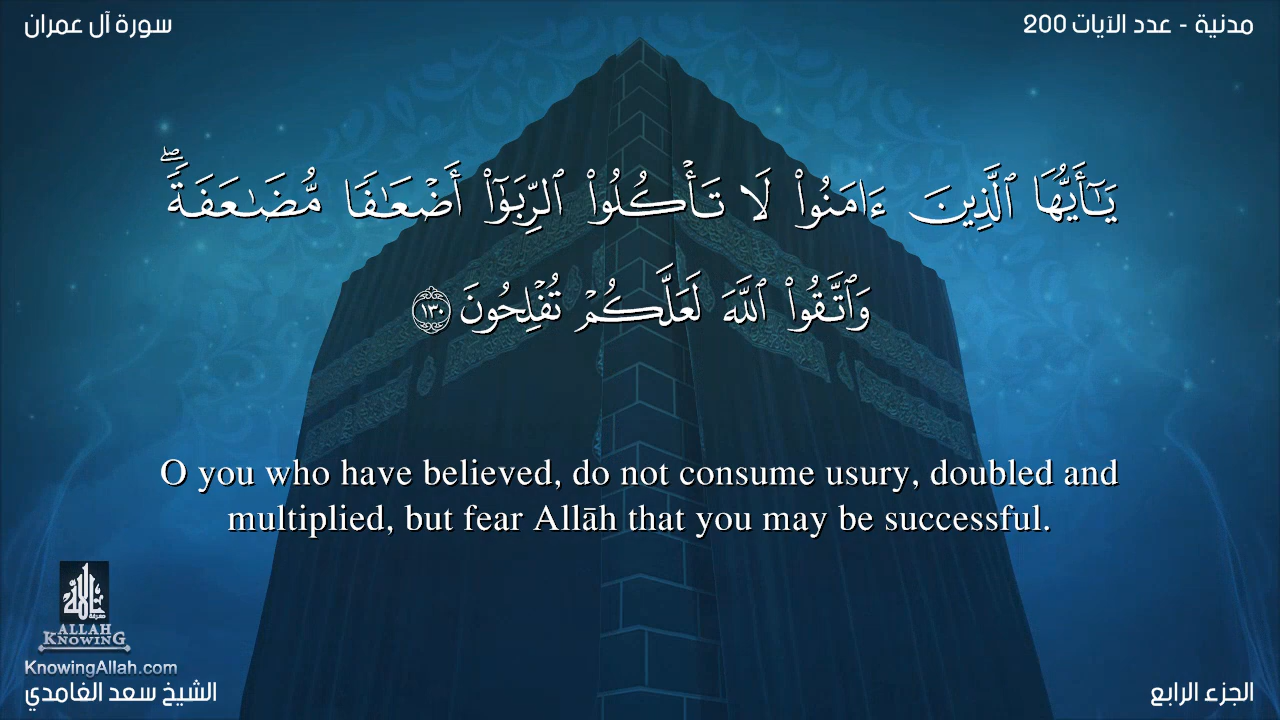 سورة آل عمران
مدنية - عدد الآيات 200
يَـٰٓأَيُّهَا ٱلَّذِينَ ءَامَنُوا۟ لَا تَأْكُلُوا۟ ٱلرِّبَوٰٓا۟ أَضْعَـٰفًا مُّضَـٰعَفَةً ۖ
وَٱتَّقُوا۟ ٱللَّهَ لَعَلَّكُمْ تُفْلِحُونَ ١٣٠
O you who have believed, do not consume usury, doubled and
multiplied, but fear Allāh that you may be successful.
ALLAH
KNOWING
KnowingAllah.com
الشيخ سعد الغامدي
الجزء الرابع